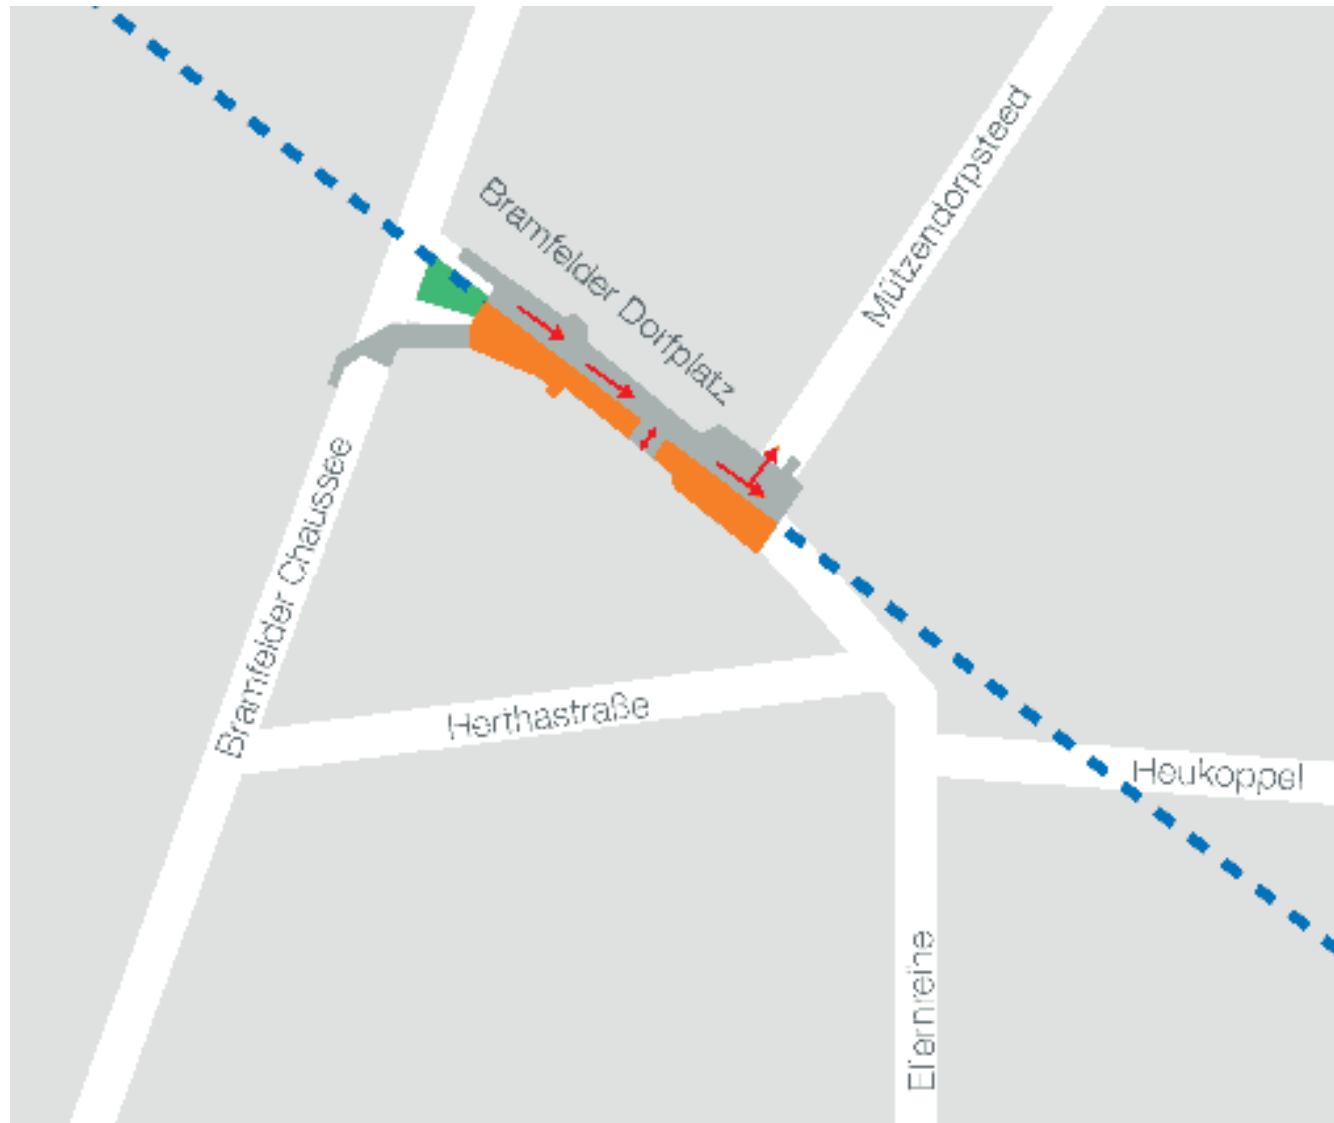 Bramfelder Dorfplatz
Mützendorpsteed
Bramfelder Chaussee
Herthastraße
Heukoppel
Ellernreihe